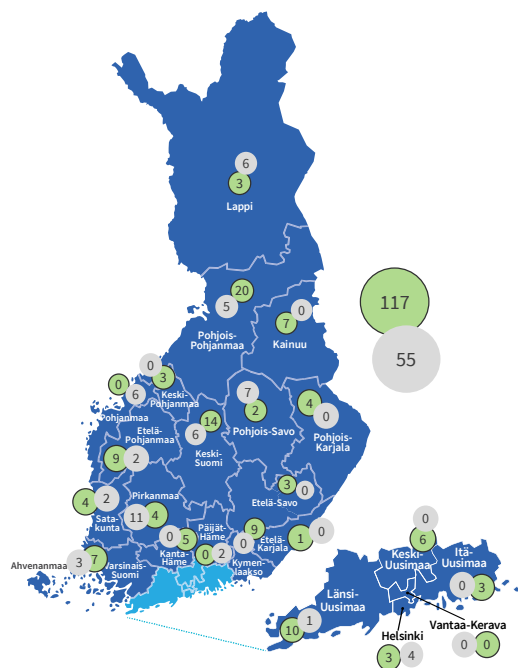 6
3
Lappi
20
5
Pohjois-
Pohjanmaa
0
7
Kainuu
117
55
0
3
Keski-
Pohjanmaa
0
6
Pohjanmaa
Etelä-
Pohjanmaa
9
2
14
6
Keski-
Suomi
7
2
Pohjois-Savo
4
0
Pohjois-
Karjala
3
0
Etelä-Savo
4
2
Sata-
kunta
Pirkanmaa
11
4
0
5
Kanta-
Häme
Päijät-
Häme
0
2
9
0
Kymen-
laakso
Etelä-
Karjala
1
0
Ahvenanmaa
3
7
Varsinais-
Suomi
0
6
Keski-
Uusimaa
Itä-
Uusimaa
0
3
Länsi-
Uusimaa
10
1
Helsinki
3
4
Vantaa-Kerava
0
0